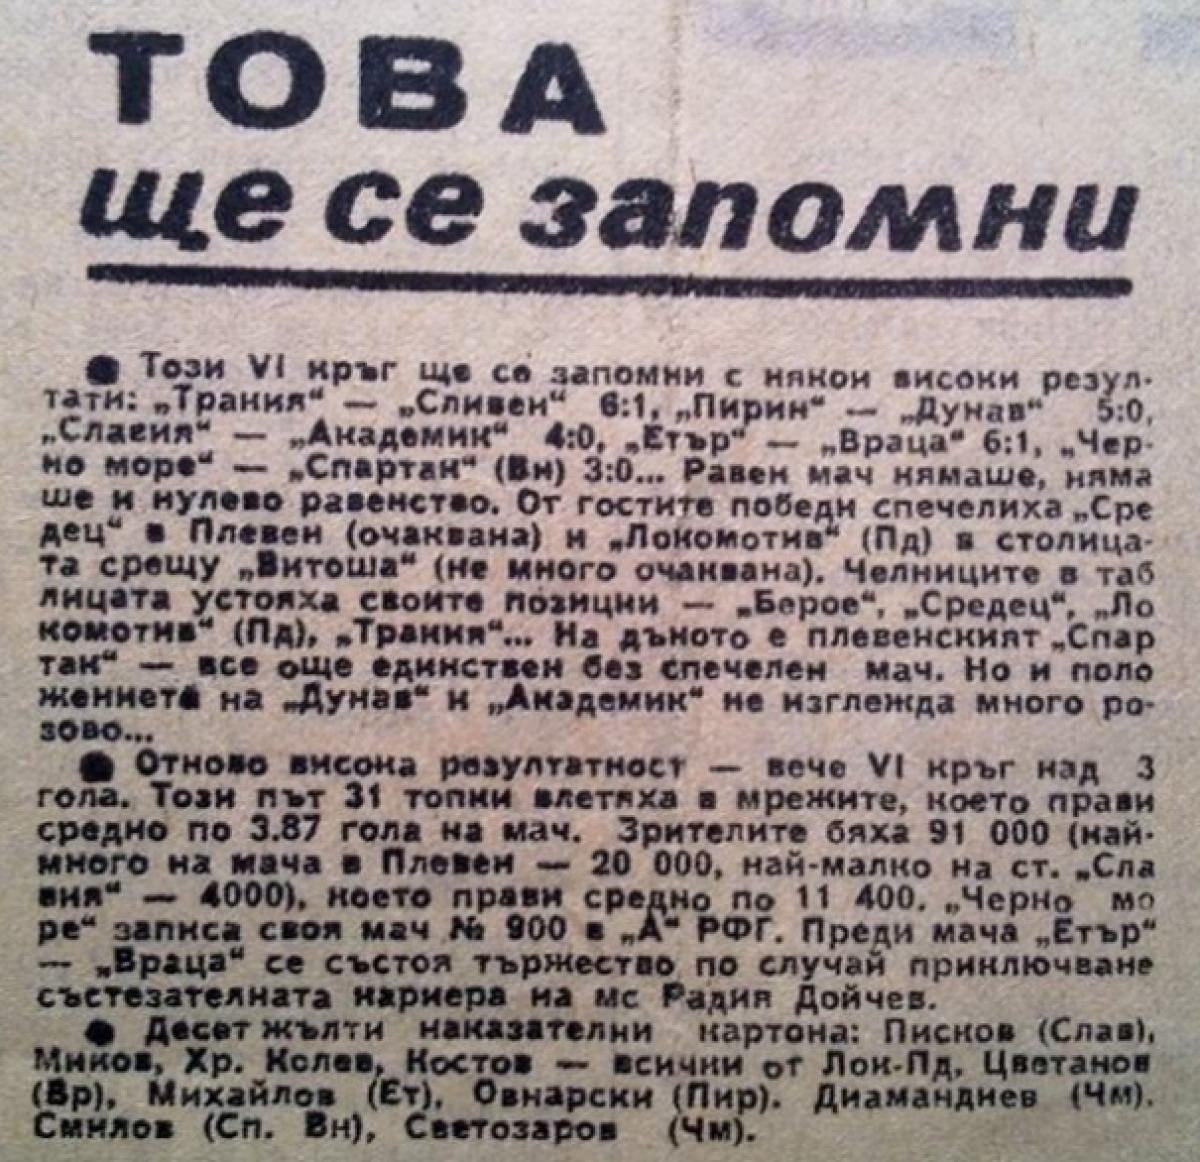 ТОВА
ще се запомни
● Този VI кръг ще се запомни с някои високи резул-
тати: „Тракия“ — „Сливен“ 6:1, „Пирин“ — „Дунав“ 5:0,
„Славия“ — „Академик“ 4:0, „Етър“ — „Враца“ 6:1, „Чер-
но море“ — „Спартак“ (Вн) 3:0... Равен мач нямаше, няма
ше и нулево равенство. От гостите победи спечелиха „Сре
дец“ в Плевен (очаквана) и „Локомотив“ (Пд) в столица-
та срещу „Витоша“ (не много очаквана). Челниците в таб
лицата устояха своите позиции — „Берое“, „Средец“, „Ло
комотив“ (Пд), „Тракия“... На дъното е плевенският „Спар
так“ — все още единствен без спечелен мач. Но и поло
жението на „Дунав“ и „Академик“ не изглежда много ро-
зово...
● Отново висока резултатност — вече VI кръг над 3
гола. Този път 31 топки влетяха в мрежите, което прави
средно по 3.87 гола на мач. Зрителите бяха 91 000 (най-
много на мача в Плевен — 20 000, най-малко на ст. „Сла
вия“ — 4000), което прави средно по 11 400. „Черно мо
ре“ записа своя мач № 900 в „А“ РФГ. Преди мача „Етър“
— „Враца“ се състоя тържество по случай приключване
състезателната кариера на мс Радия Дойчев.
● Десет жълти наказателни картона: Писков (Слав),
Миков, Хр. Колев, Костов — всички от Лок-Пд, Цветанов
(Вр), Михайлов (Ет), Овнарски (Пир). Диамандиев (Чм).
Смилов (Сп. Вн), Светозаров (Чм).